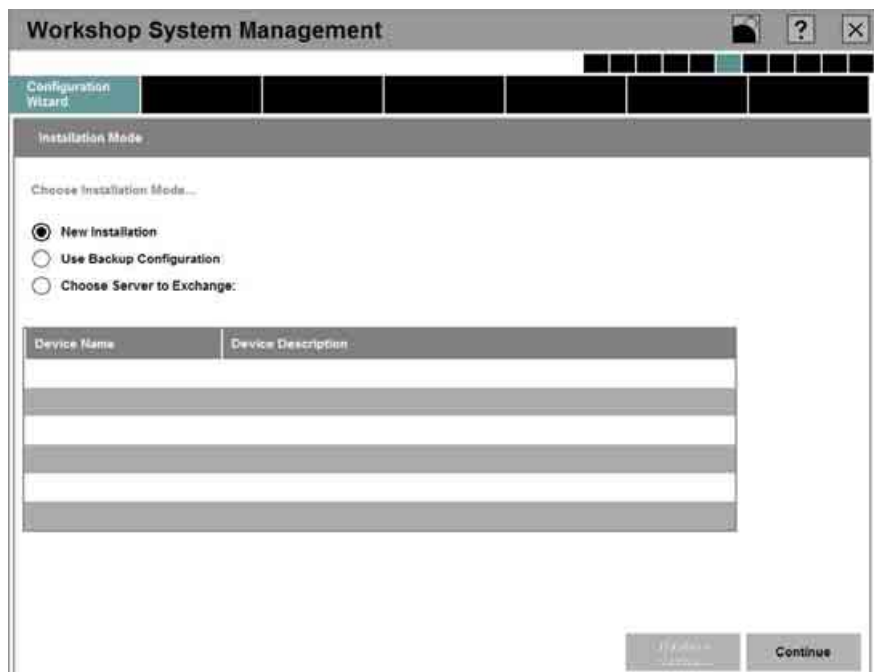 Workshop System Management
?
Configuration
Wizard
Installation Mode
Choose Installation Mode...
New Installation
Use Backup Configuration
Choose Server to Exchange:
Device Name Device Description
Continue